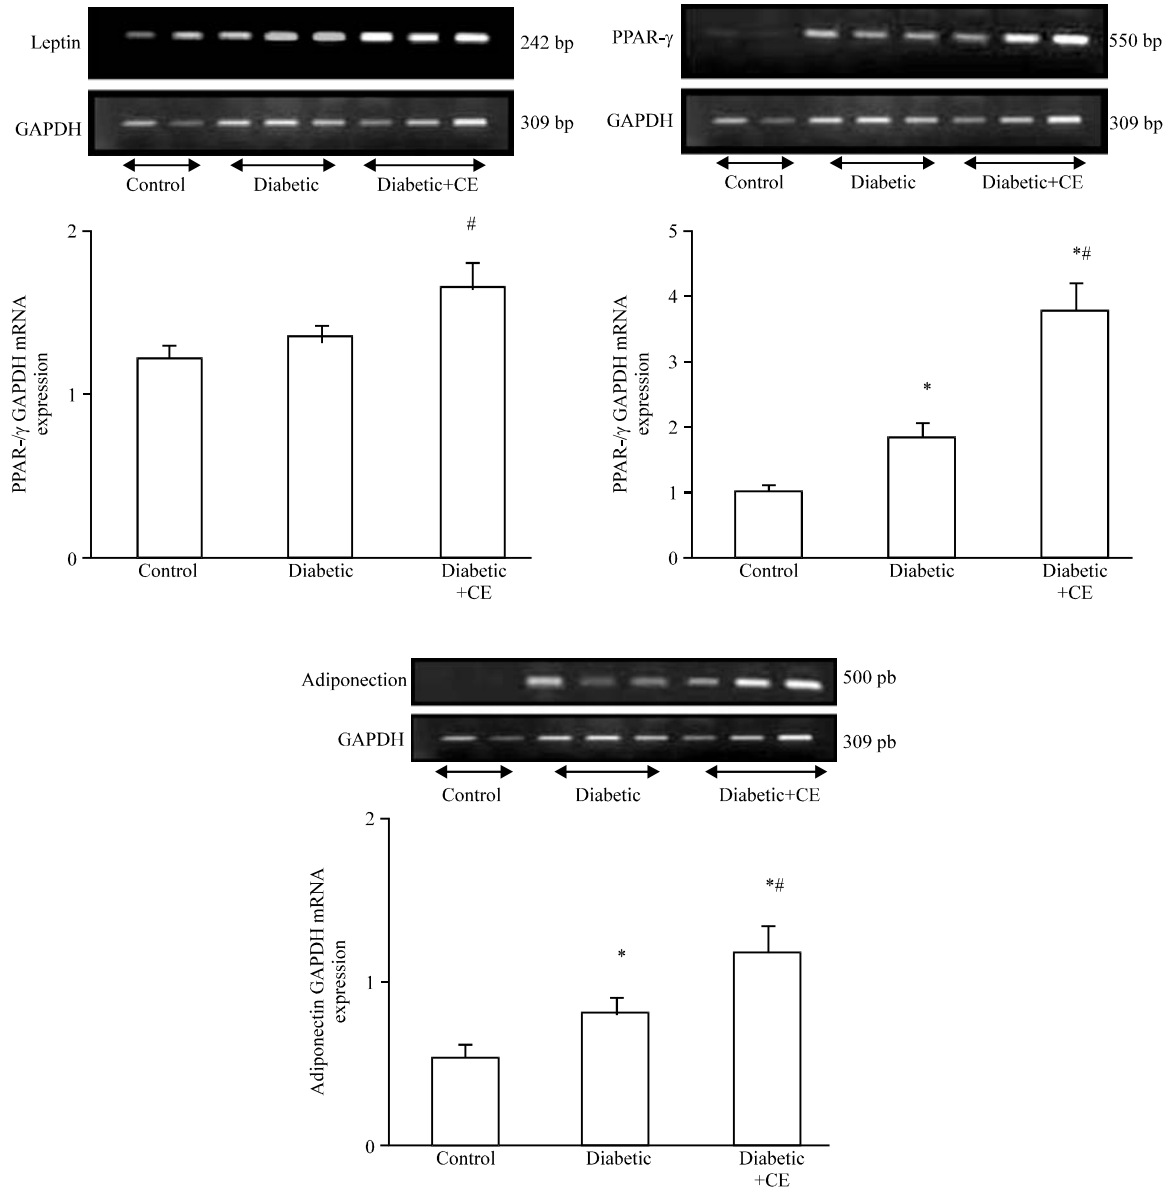 Leptin
242 bp
GAPDH
309 bp
Control
Diabetic
Diabetic+CE
#
2
1
0
PPAR-/γ GAPDH mRNA
expression
Control
Diabetic
Diabetic
+CE
PPAR-γ
550 bp
GAPDH
309 bp
Control
Diabetic
Diabetic+CE
5
4
3
2
1
0
*#
*
PPAR-/γ GAPDH mRNA
expression
Control
Diabetic
Diabetic
+CE
Adiponection
500 pb
GAPDH
309 pb
Control
Diabetic
Diabetic+CE
2
1
0
*#
*
Adiponectin GAPDH mRNA
expression
Control
Diabetic
Diabetic
+CE